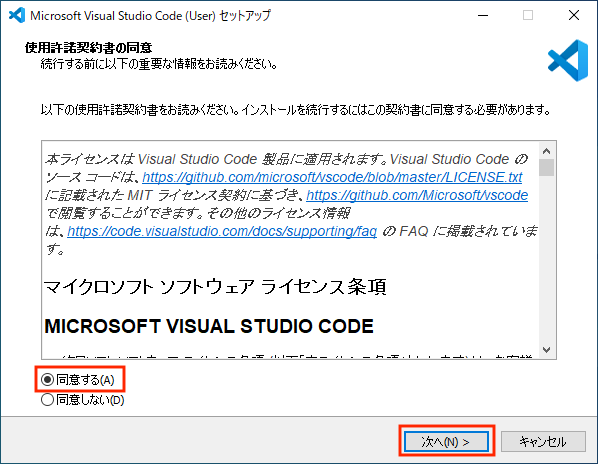 Microsoft Visual Studio Code (User) セットアップ
使用許諾契約書の同意
続行する前に以下の重要な情報をお読みください。
以下の使用許諾契約書をお読みください。インストールを続行するにはこの契約書に同意する必要があります。
本ライセンスは Visual Studio Code 製品に適用されます。Visual Studio Code の
ソース コードは、https://github.com/microsoft/vscode/blob/master/LICENSE.txt
に記載された MIT ライセンス契約に基づき、https://github.com/Microsoft/vscode
で閲覧することができます。その他のライセンス情報
は、https://code.visualstudio.com/docs/supporting/faq の FAQ に掲載されていま
す。
マイクロソフト ソフトウェア ライセンス条項
MICROSOFT VISUAL STUDIO CODE
同意する(A)
同意しない(D)
次へ(N) >
キャンセル